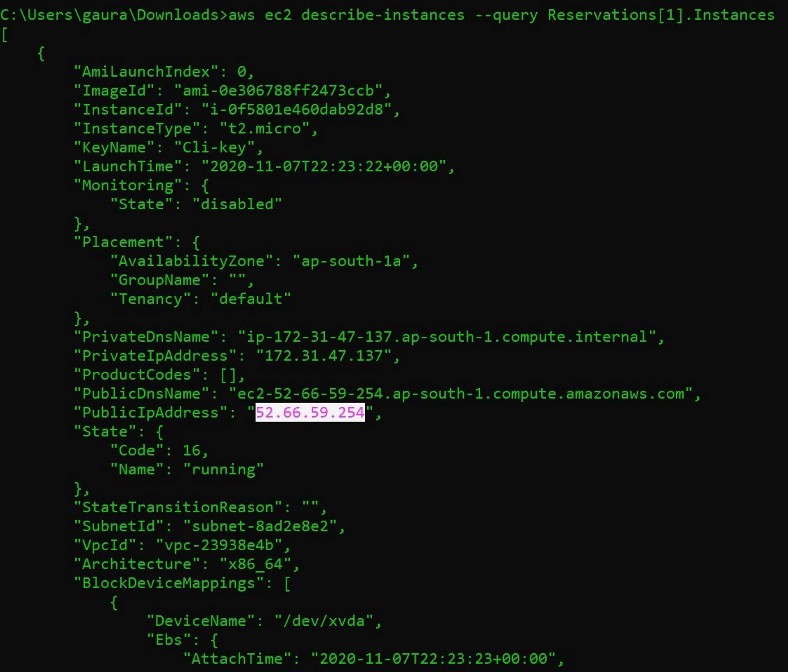 C:\Users\gaura\Downloads>aws ec2 describe-instances --query Reservations[1].Instances
[
    {
        "AmiLaunchIndex": 0,
        "ImageId": "ami-0e306788ff2473ccb",
        "InstanceId": "i-0f5801e460dab92d8",
        "InstanceType": "t2.micro",
        "KeyName": "Cli-key",
        "LaunchTime": "2020-11-07T22:23:22+00:00",
        "Monitoring": {
            "State": "disabled"
        },
        "Placement": {
            "AvailabilityZone": "ap-south-1a",
            "GroupName": "",
            "Tenancy": "default"
        },
        "PrivateDnsName": "ip-172-31-47-137.ap-south-1.compute.internal",
        "PrivateIpAddress": "172.31.47.137",
        "ProductCodes": [],
        "PublicDnsName": "ec2-52-66-59-254.ap-south-1.compute.amazonaws.com",
        "PublicIpAddress": "52.66.59.254",
        "State": {
            "Code": 16,
            "Name": "running"
        },
        "StateTransitionReason": "",
        "SubnetId": "subnet-8ad2e8e2",
        "VpcId": "vpc-23938e4b",
        "Architecture": "x86_64",
        "BlockDeviceMappings": [
            {
                "DeviceName": "/dev/xvda",
                "Ebs": {
                    "AttachTime": "2020-11-07T22:23:23+00:00",